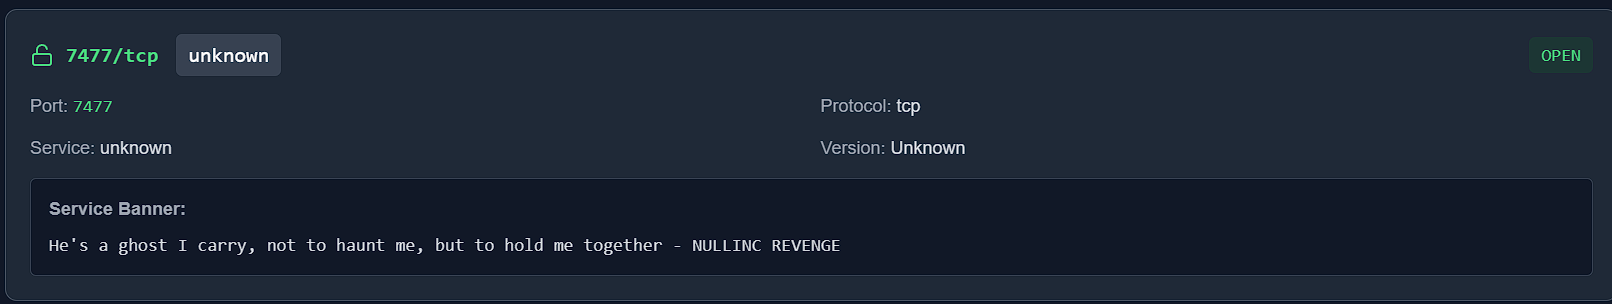 7477/tcp unknown OPEN
Port: 7477 Protocol: tcp
Service: unknown Version: Unknown
Service Banner:
He's a ghost I carry, not to haunt me, but to hold me together - NULLINC REVENGE